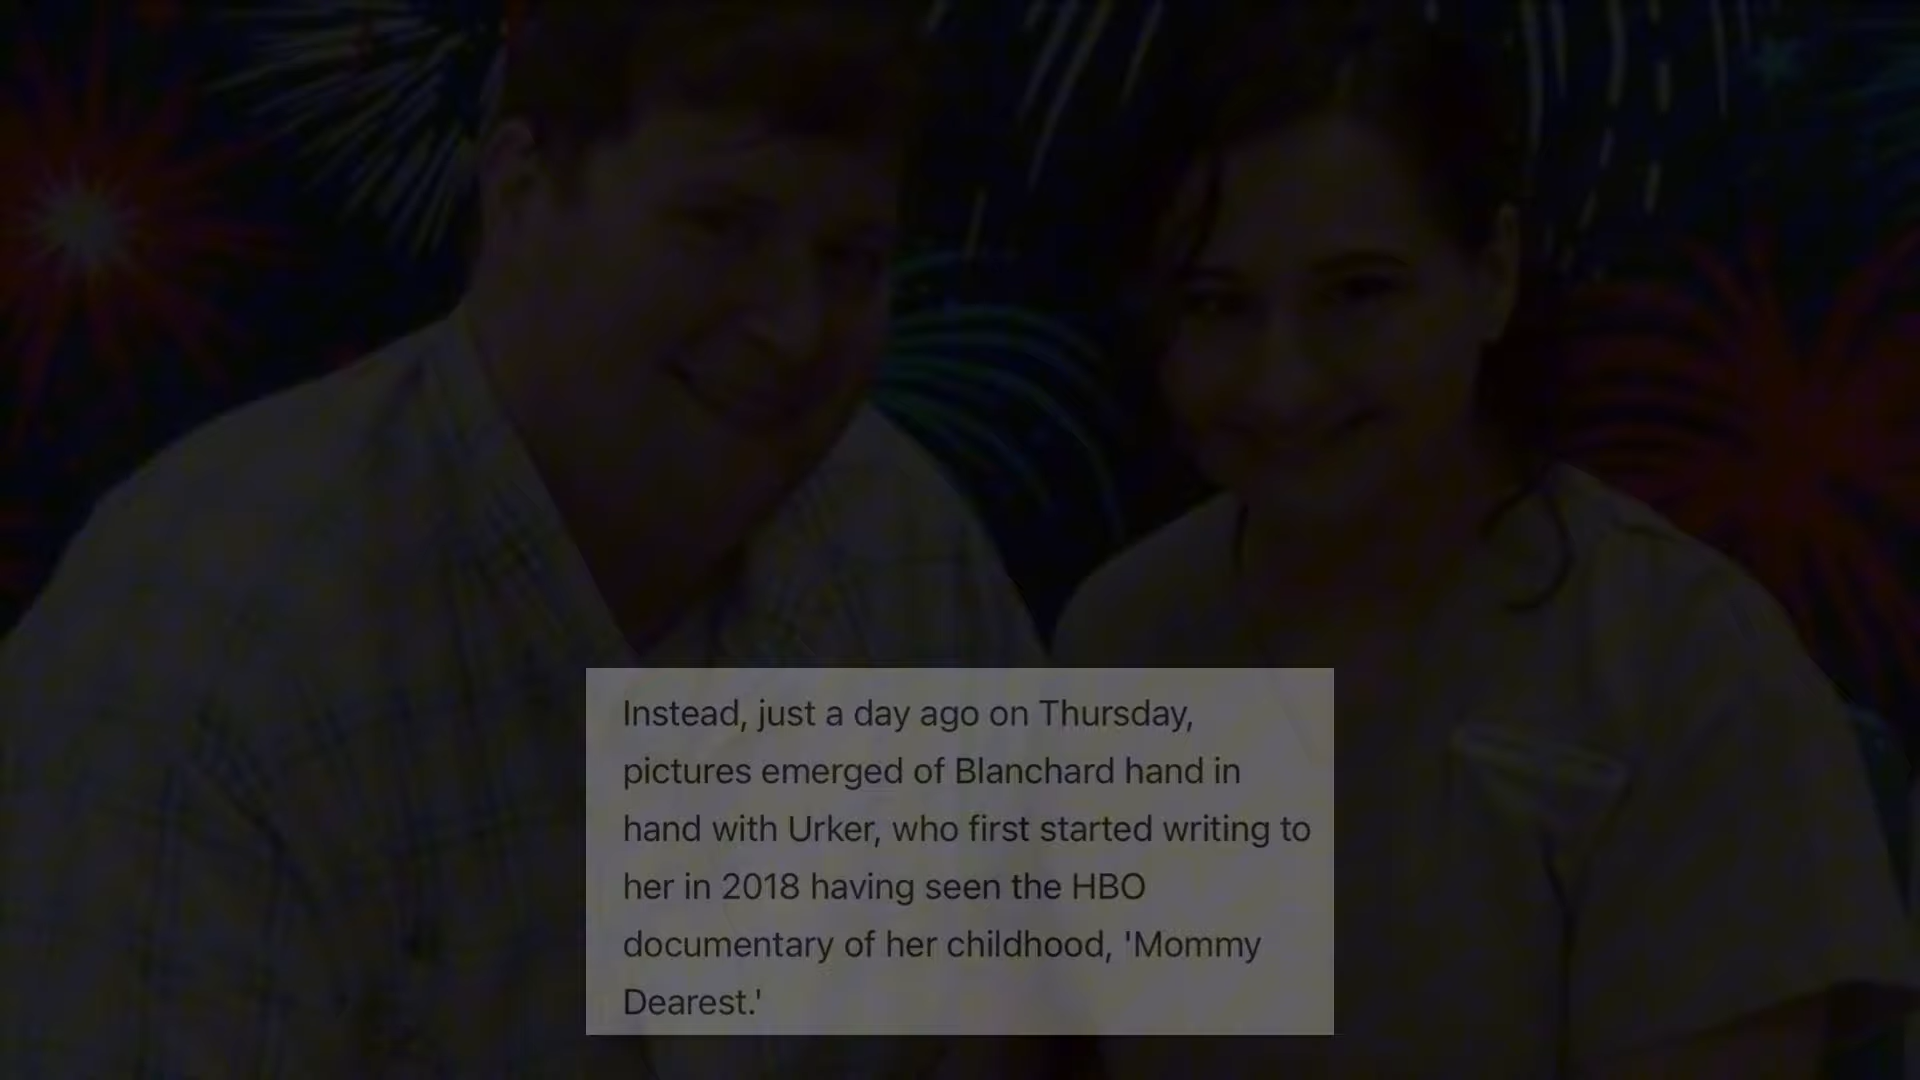 Instead, just a day ago on Thursday,
pictures emerged of Blanchard hand in
hand with Urker, who first started writing to
her in 2018 having seen the HBO
documentary of her childhood, 'Mommy
Dearest.'